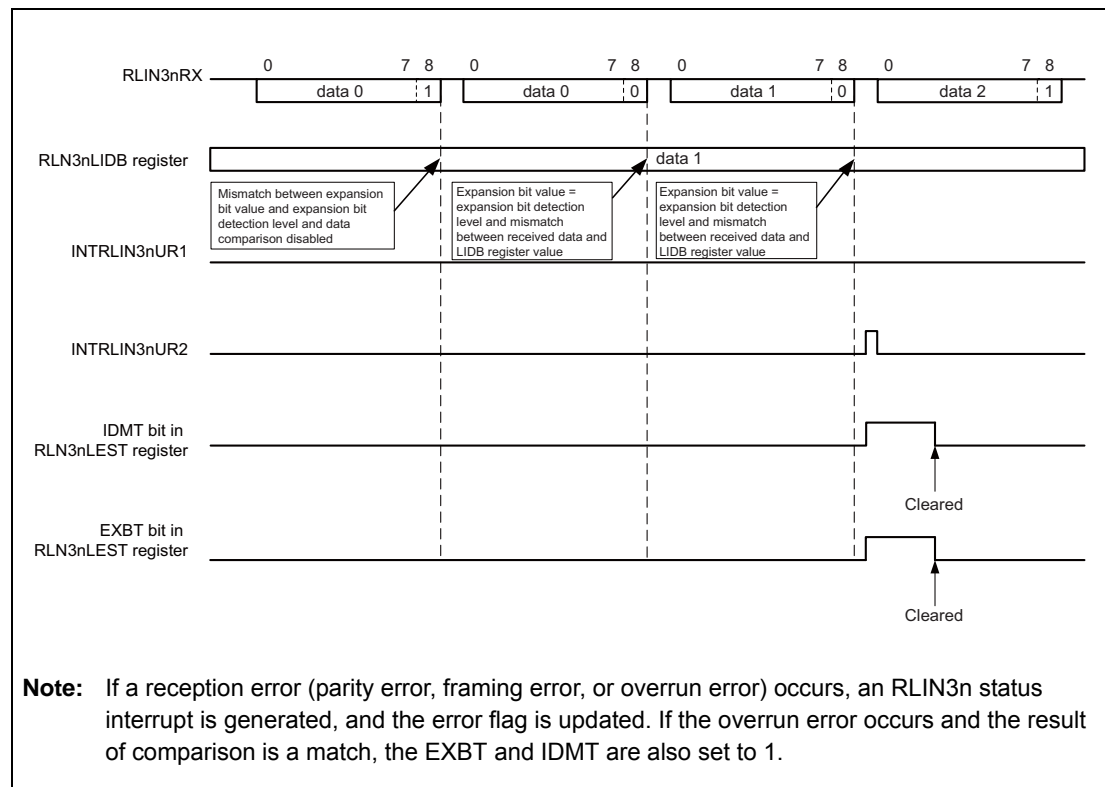 0 7 8 0 7 8 0 7 8 0 7 8
RLIN3nRX
data 0 1 data 0 0 data 1 0 data 2 1
RLN3nLIDB register
data 1
Mismatch between expansion
bit value and expansion bit
detection level and data
comparison disabled
Expansion bit value =
expansion bit detection
level and mismatch
between received data and
LIDB register value
Expansion bit value =
expansion bit detection
level and mismatch
between received data and
LIDB register value
INTRLIN3nUR1
INTRLIN3nUR2
IDMT bit in
RLN3nLEST register
Cleared
EXBT bit in
RLN3nLEST register
Cleared
Note: If a reception error (parity error, framing error, or overrun error) occurs, an RLIN3n status
interrupt is generated, and the error flag is updated. If the overrun error occurs and the result
of comparison is a match, the EXBT and IDMT are also set to 1.